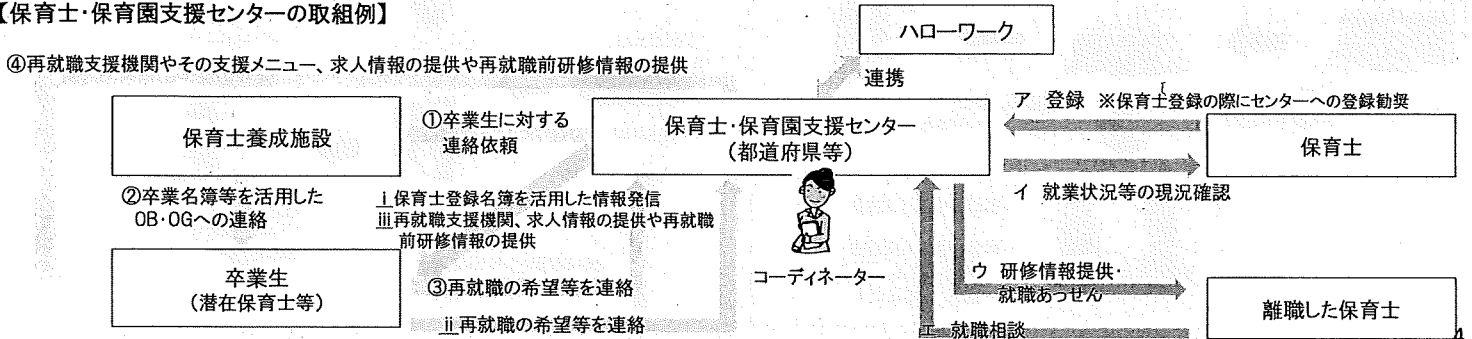 【保育士・保育園支援センターの取組例】
ハローワーク
④再就職支援機関やその支援メニュー、求人情報の提供や再就職前研修情報の提供
連携
ア 登録 ※保育士登録の際にセンターへの登録勧奨
保育士養成施設
①卒業生に対する
連絡依頼
保育士・保育園支援センター
(都道府県等)
保育士
②卒業名簿等を活用した
OB・OGへの連絡
ⅰ保育士登録名簿を活用した情報発信
ⅲ再就職支援機関、求人情報の提供や再就職
前研修情報の提供
イ 就業状況等の現況確認
卒業生
(潜在保育士等)
③再就職の希望等を連絡
ⅱ再就職の希望等を連絡
コーディネーター
ウ 研修情報提供・
就職あっせん
離職した保育士
エ 就職相談